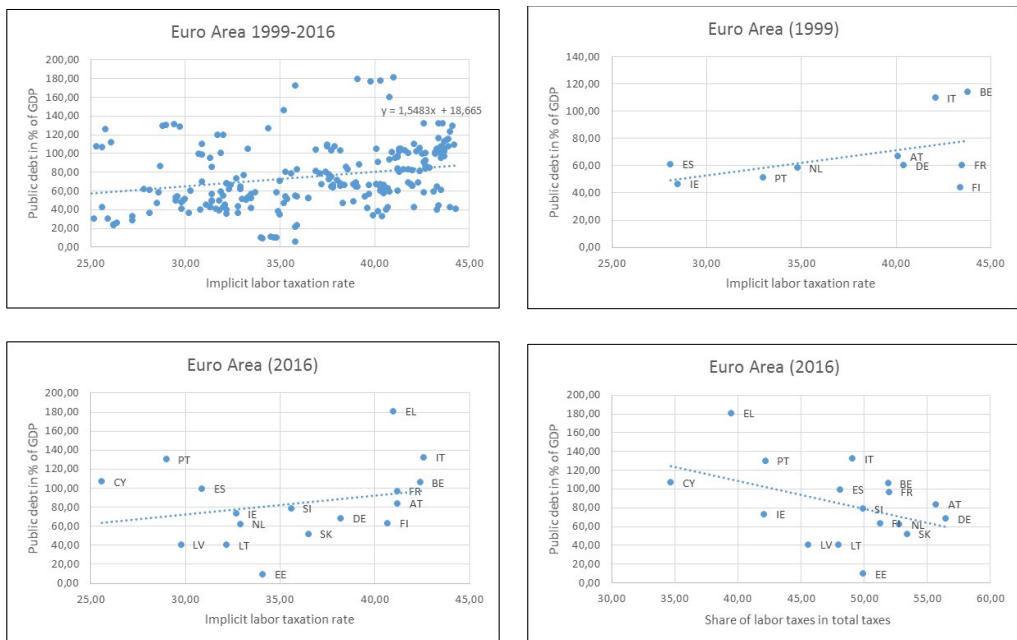 Euro Area 1999-2016
Public debt in % of GDP
200,00
180,00
160,00
140,00
120,00
100,00
80,00
60,00
40,00
20,00
0,00
y = 1,5483x + 18,665
25,00 30,00 35,00 40,00 45,00
Implicit labor taxation rate
Euro Area (1999)
Public debt in % of GDP
140,00
120,00
100,00
80,00
60,00
40,00
20,00
0,00
BE
IT
AT
ES
NL
DE
FR
PT
IE
FI
25,00 30,00 35,00 40,00 45,00
Implicit labor taxation rate
Euro Area (2016)
Public debt in % of GDP
200,00
180,00
160,00
140,00
120,00
100,00
80,00
60,00
40,00
20,00
0,00
EL
PT
IT
CY
BE
ES
FR
AT
SI
IE
DE
NL
FI
SK
LV
LT
EE
25,00 30,00 35,00 40,00 45,00
Implicit labor taxation rate
Euro Area (2016)
Public debt in % of GDP
200,00
180,00
160,00
140,00
120,00
100,00
80,00
60,00
40,00
20,00
0,00
EL
PT
IT
CY
BE
ES
FR
AT
SI
IE
DE
FI
NL
SK
LV
LT
EE
30,00 35,00 40,00 45,00 50,00 55,00 60,00
Share of labor taxes in total taxes